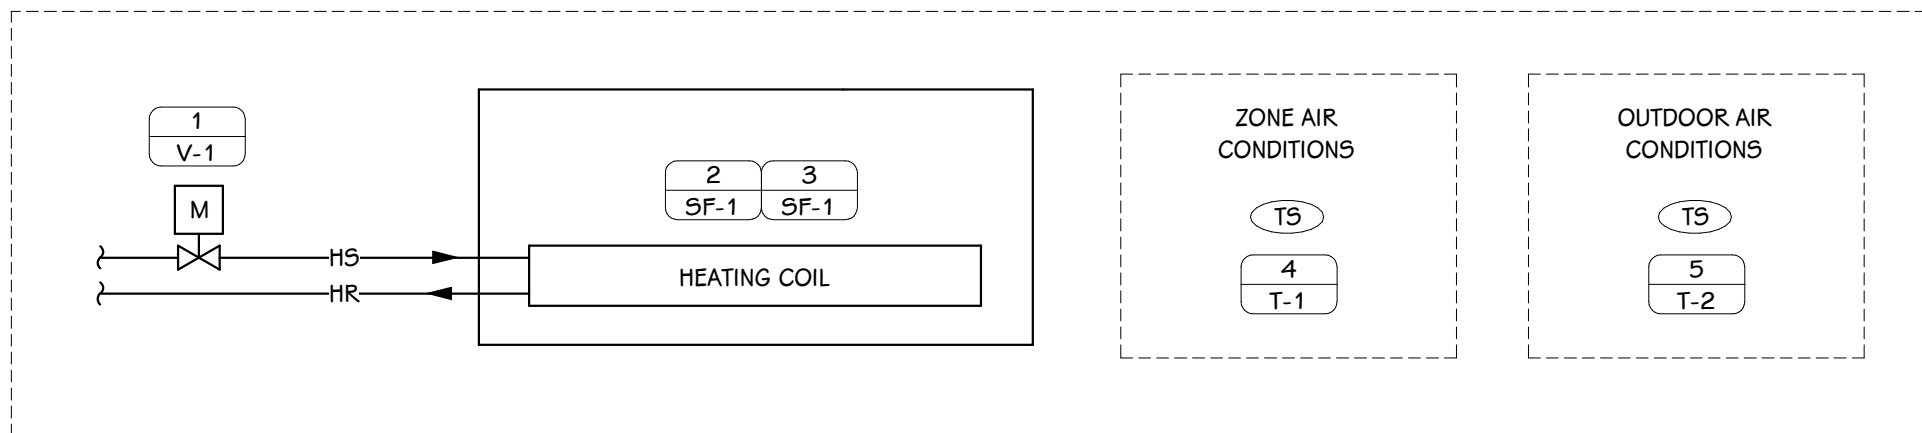 1
V-1
M
HS
HR
2
SF-1
3
SF-1
HEATING COIL
ZONE AIR
CONDITIONS
TS
4
T-1
OUTDOOR AIR
CONDITIONS
TS
5
T-2